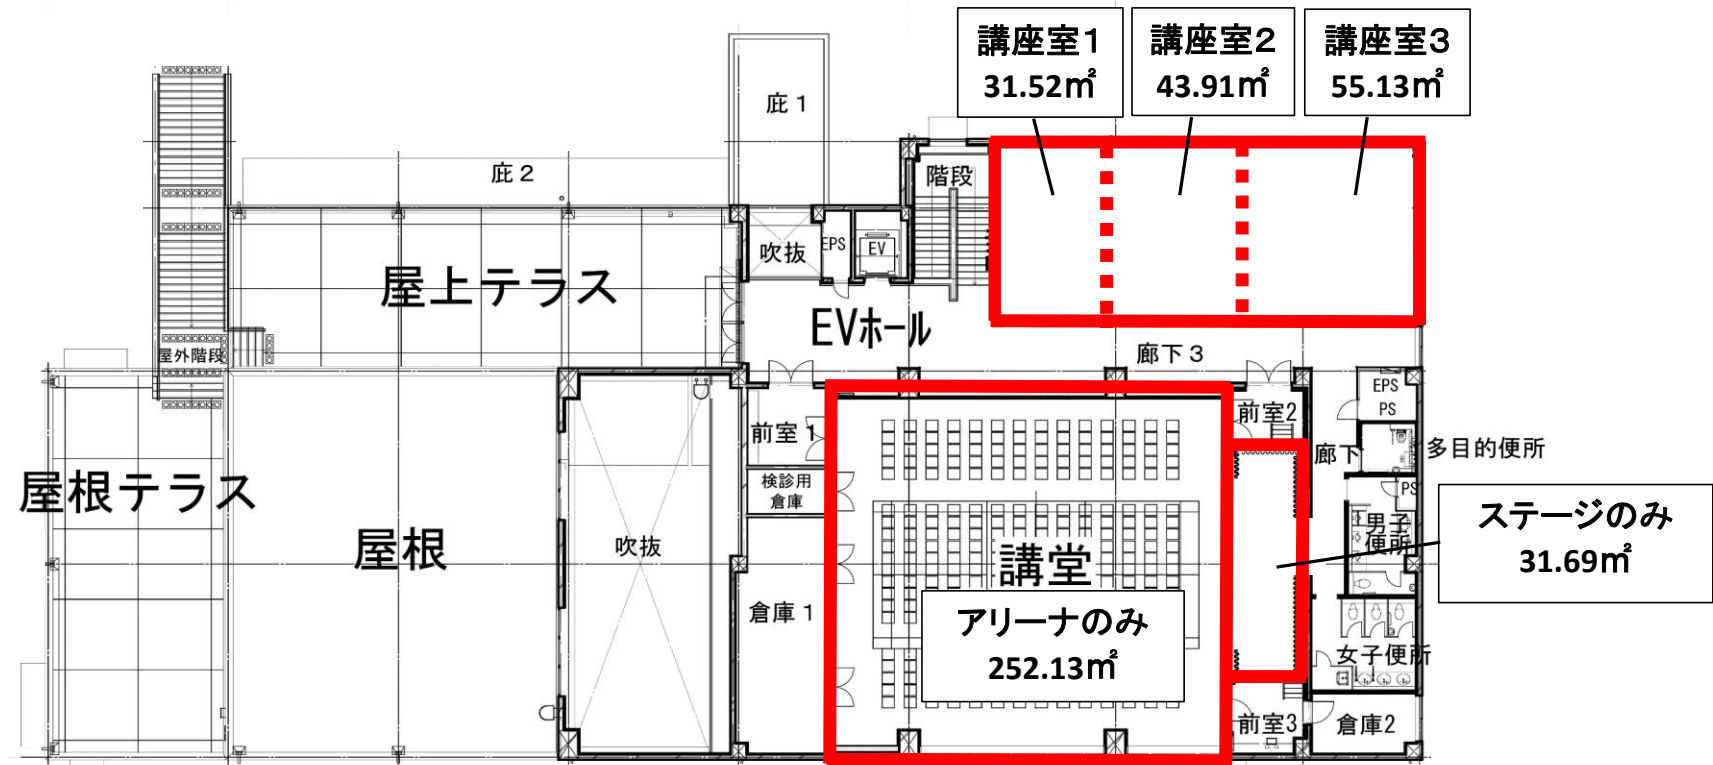 講座室1
31.52㎡
講座室2
43.91㎡
講座室3
55.13㎡
庇1
庇2
階段
吹抜
EPS
EV
屋上テラス
EVホール
廊下3
屋外階段
EPS
PS
前室1
前室2
廊下
多目的便所
屋根テラス
検診用
倉庫
PS
男子
便所
ステージのみ
31.69㎡
屋根
吹抜
講堂
倉庫1
アリーナのみ
252.13㎡
女子便所
前室3
倉庫2